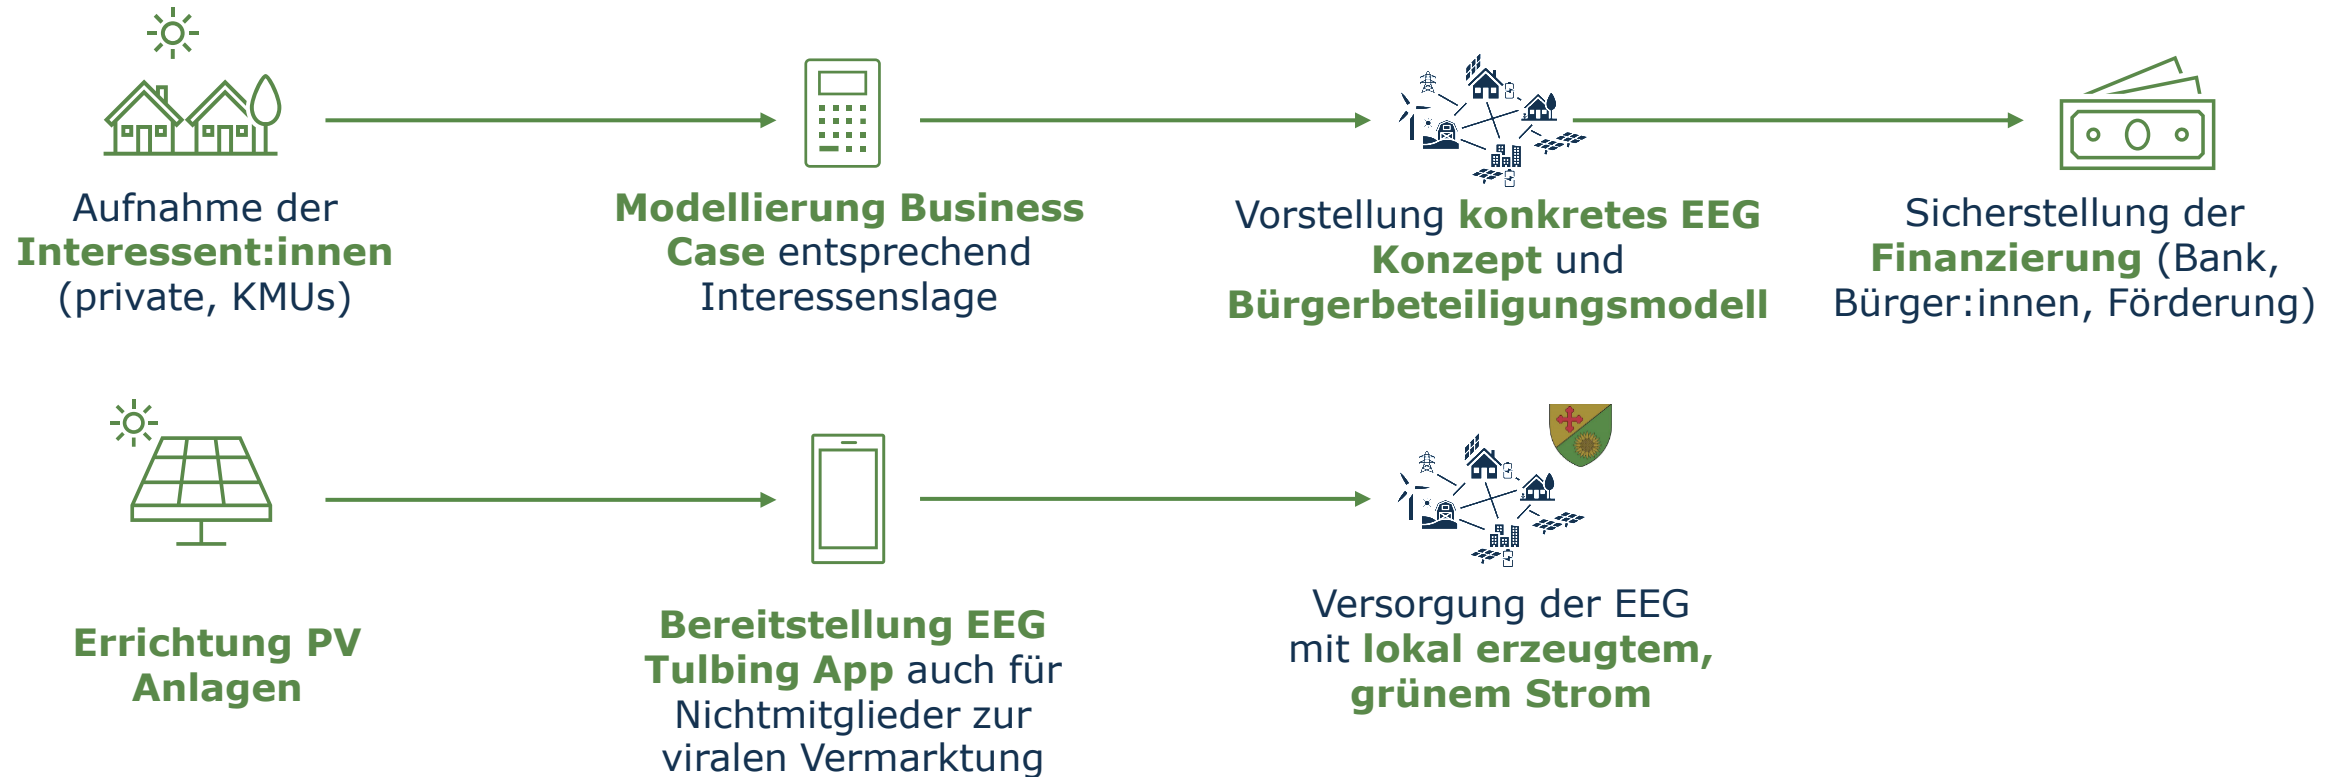 Aufnahme der
Interessent:innen
(private, KMUs)
Modellierung Business
Case entsprechend
Interessenslage
Vorstellung konkretes EEG
Konzept und
Bürgerbeteiligungsmodell
Sicherstellung der
Finanzierung (Bank,
Bürger:innen, Förderung)
Errichtung PV
Anlagen
Bereitstellung EEG
Tulbing App auch für
Nichtmitglieder zur
viralen Vermarktung
Versorgung der EEG
mit lokal erzeugtem,
grünem Strom